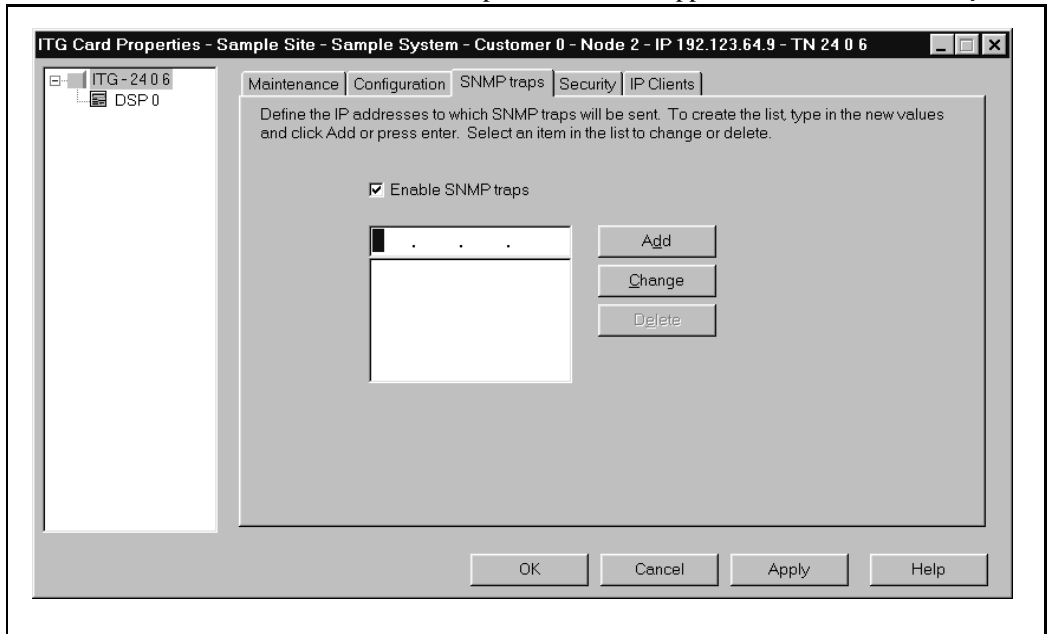 ITG Card Properties - Sample Site - Sample System - Customer 0 - Node 2 - IP 192.123.64.9 - TN 24 0 6
ITG - 24 0 6
DSP 0
Maintenance Configuration SNMP traps Security IP Clients
Define the IP addresses to which SNMP traps will be sent. To create the list, type in the new values
and click Add or press enter. Select an item in the list to change or delete.
Enable SNMP traps
. . .
Add
Change
Delete
OK Cancel Apply Help